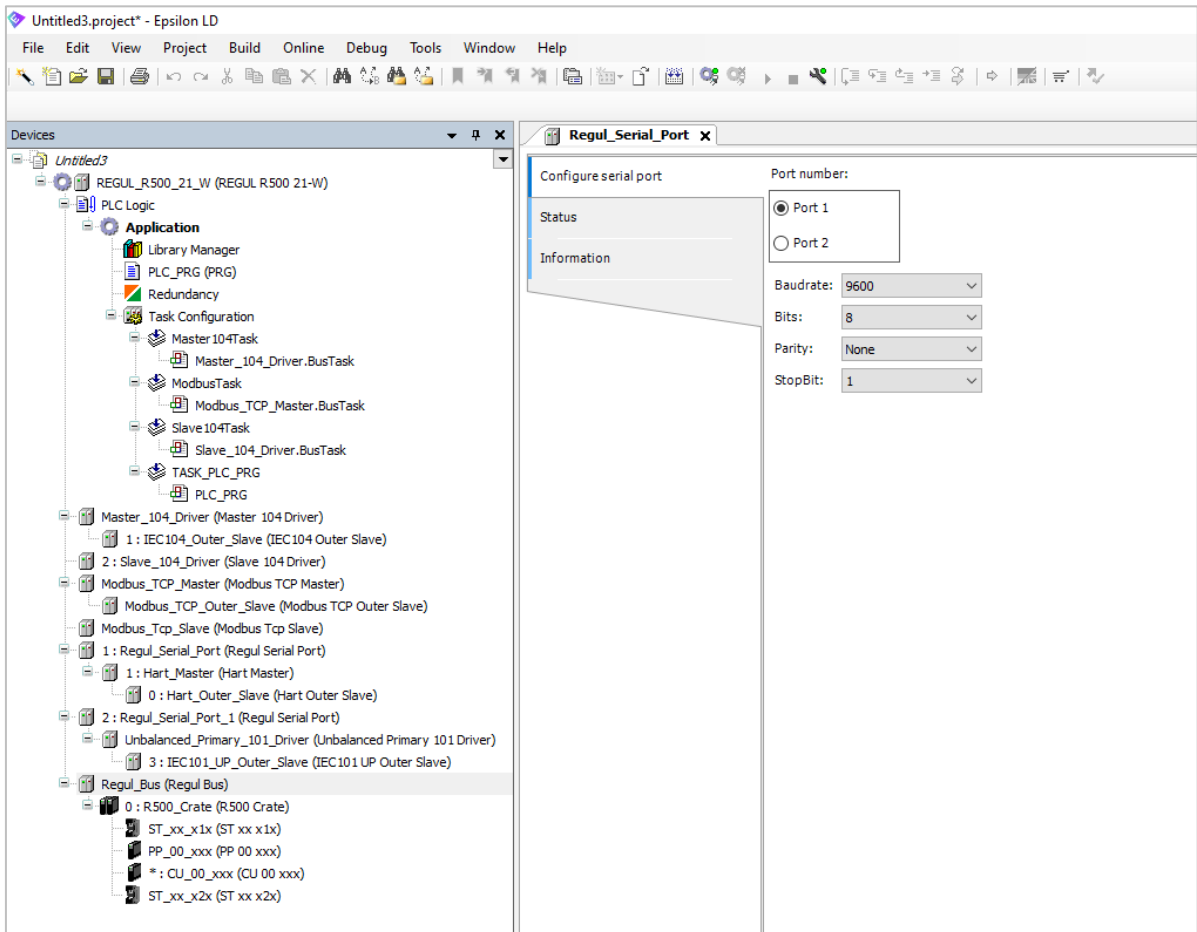 Untitled3.project* - Epsilon LD
File Edit View Project Build Online Debug Tools Window Help
Devices
Untitled3
REGUL_R500_21_W (REGUL R500 21-W)
PLC Logic
Application
Library Manager
PLC_PRG (PRG)
Redundancy
Task Configuration
Master104Task
Master_104_Driver.BusTask
ModbusTask
Modbus_TCP_Master.BusTask
Slave104Task
Slave_104_Driver.BusTask
TASK_PLC_PRG
PLC_PRG
Master_104_Driver (Master 104 Driver)
1 : IEC104_Outer_Slave (IEC104 Outer Slave)
2 : Slave_104_Driver (Slave 104 Driver)
Modbus_TCP_Master (Modbus TCP Master)
Modbus_TCP_Outer_Slave (Modbus TCP Outer Slave)
Modbus_Tcp_Slave (Modbus Tcp Slave)
1 : Regul_Serial_Port (Regul Serial Port)
1 : Hart_Master (Hart Master)
0 : Hart_Outer_Slave (Hart Outer Slave)
2 : Regul_Serial_Port_1 (Regul Serial Port)
Unbalanced_Primary_101_Driver (Unbalanced Primary 101 Driver)
3 : IEC101_UP_Outer_Slave (IEC101 UP Outer Slave)
Regul_Bus (Regul Bus)
0 : R500_Crate (R500 Crate)
ST_xx_x1x (ST xx x1x)
PP_00_xxx (PP 00 xxx)
* : CU_00_xxx (CU 00 xxx)
ST_xx_x2x (ST xx x2x)
Regul_Serial_Port
Configure serial port
Status
Information
Port number:
Port 1
Port 2
Baudrate: 9600
Bits: 8
Parity: None
StopBit: 1